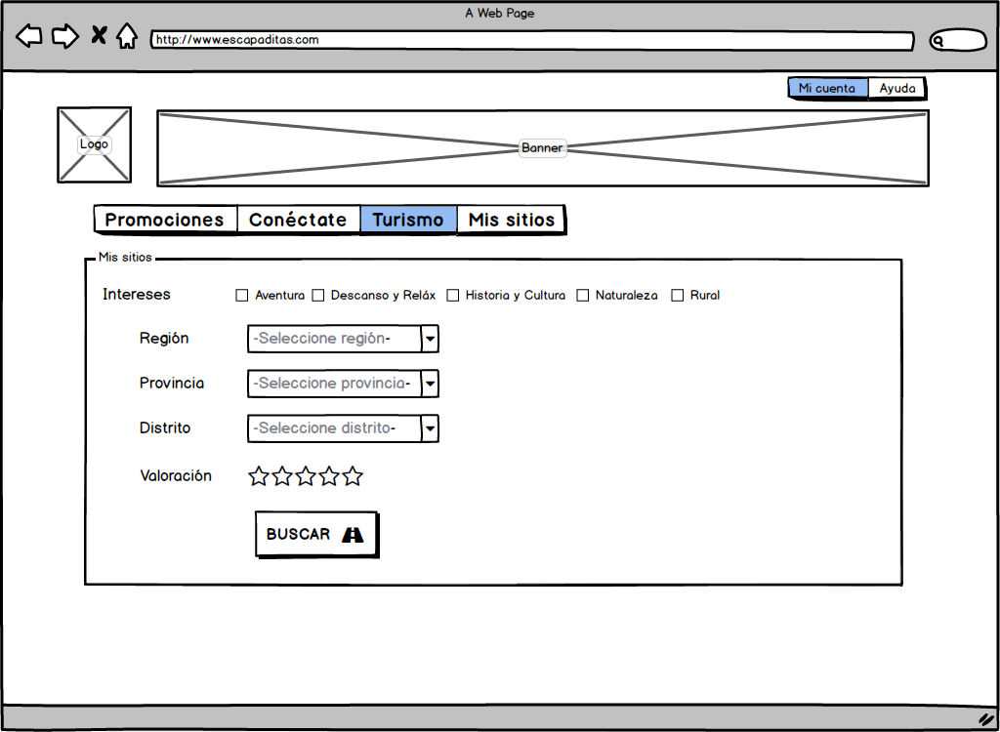 A Web Page
http://www.escapaditas.com
Mi cuenta Ayuda
Logo
Banner
Promociones Conéctate Turismo Mis sitios
Mis sitios
Intereses Aventura Descanso y Reláx Historia y Cultura Naturaleza Rural
Región -Seleccione región-
Provincia -Seleccione provincia-
Distrito -Seleccione distrito-
Valoración
BUSCAR